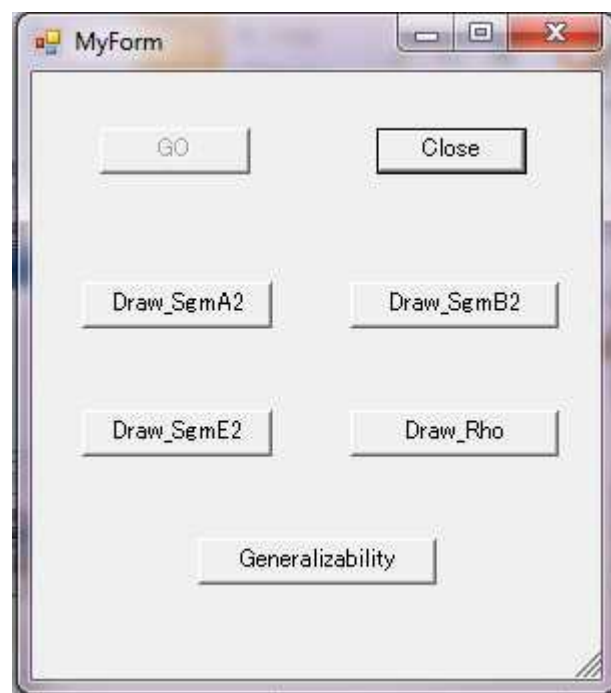 MyForm
GO
Close
Draw_SgmA2
Draw_SgmB2
Draw_SgmE2
Draw_Rho
Generalizability